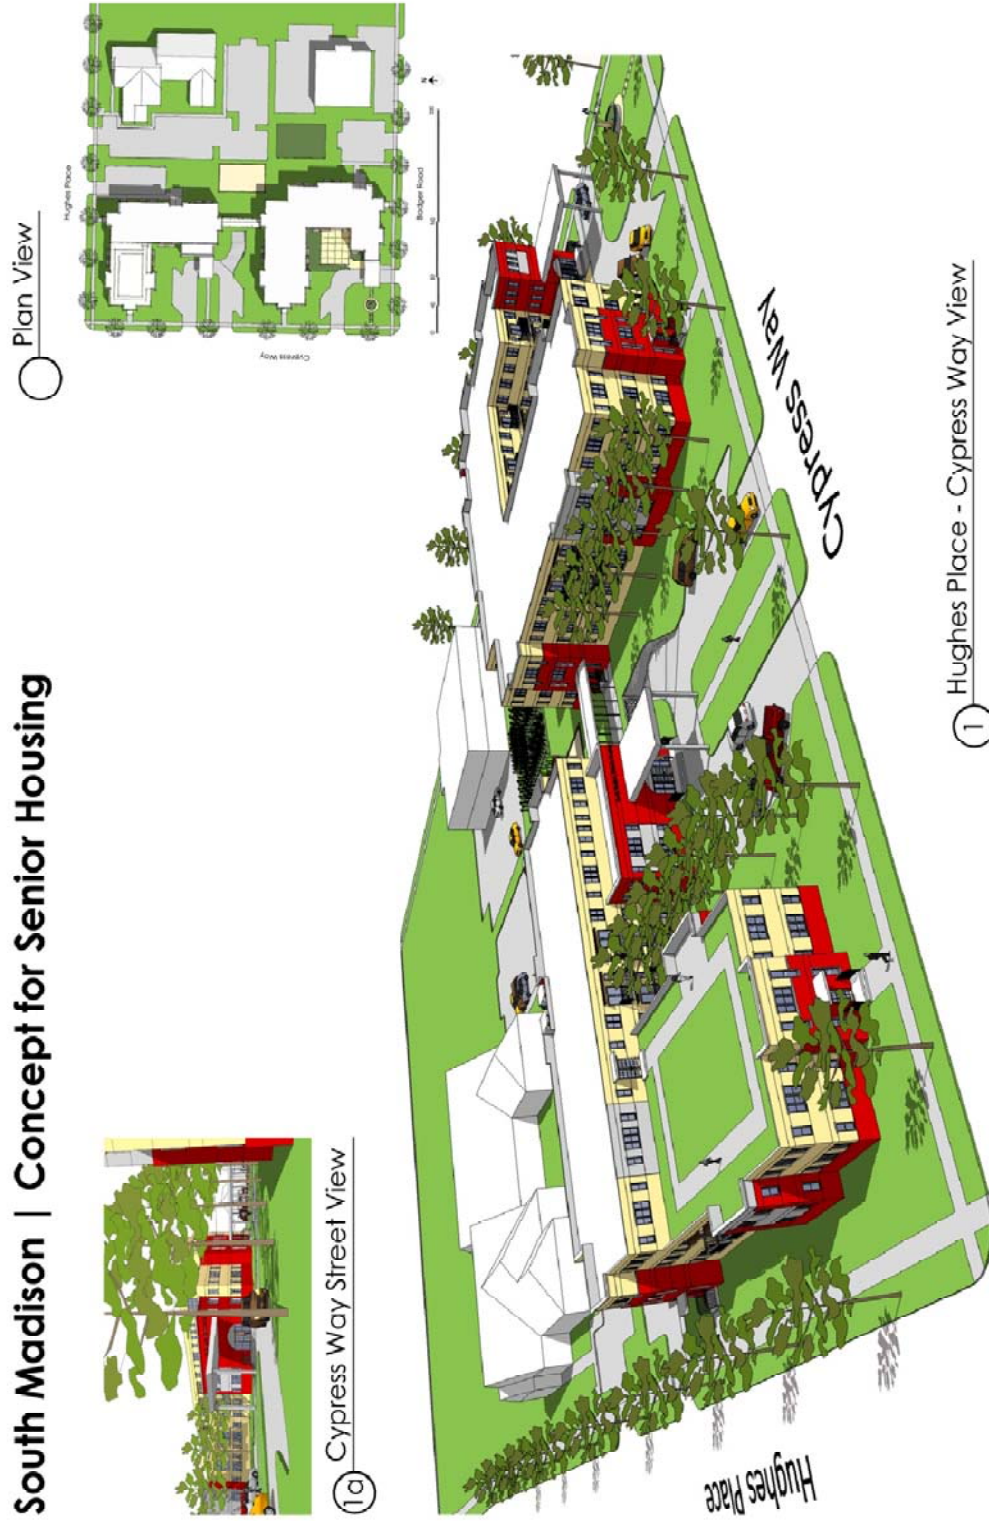 South Madison | Concept for Senior Housing
Plan View
Hughes Place
Cypress Way
Badger Road
N
1a
Cypress Way Street View
Hughes Place
Cypress Way
1
Hughes Place - Cypress Way View